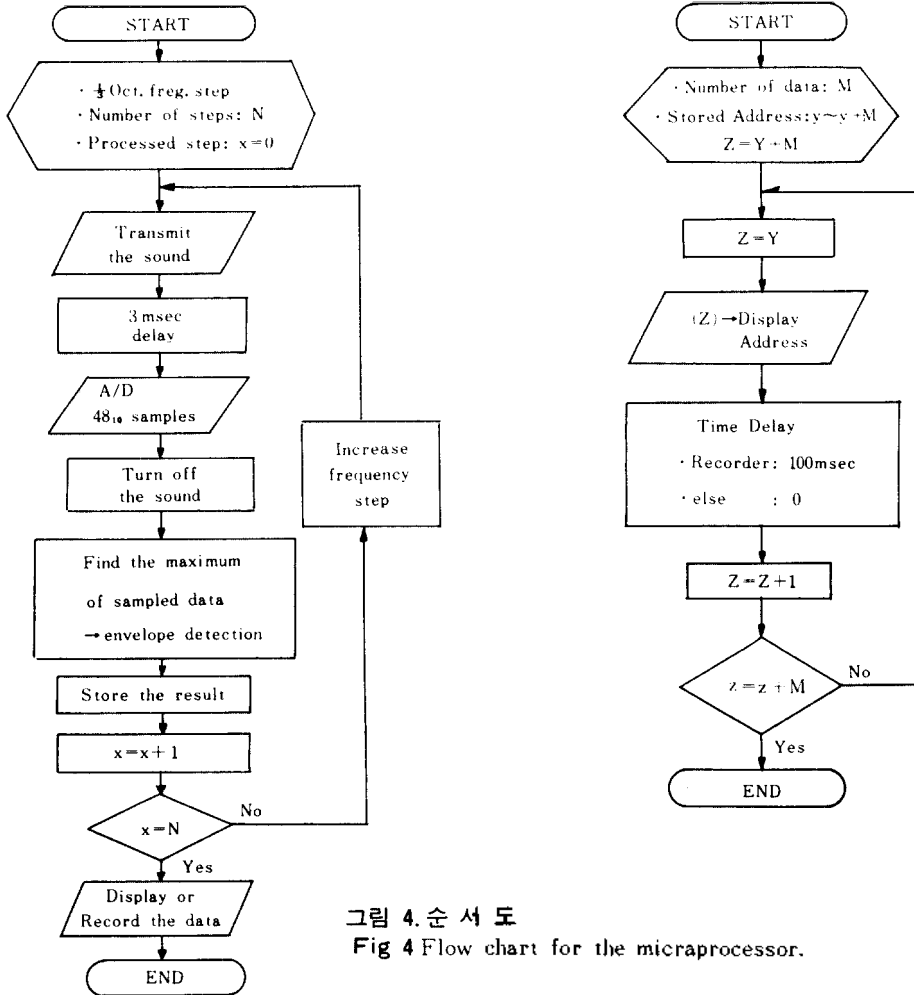 START
· ⅓ Oct. freg. step
· Number of steps: N
· Processed step: x=0
Transmit
the sound
3 msec
delay
A/D
48₁₀ samples
Turn off
the sound
Find the maximum
of sampled data
→ envelope detection
Store the result
x=x+1
x=N
No
Yes
Increase
frequency
step
Display or
Record the data
END
START
· Number of data: M
· Stored Address: y~y+M
Z=Y+M
Z=Y
(Z)→Display
Address
Time Delay
· Recorder: 100msec
· else : 0
Z=Z+1
z=z+M
No
Yes
END
그림 4. 순 서 도
Fig 4 Flow chart for the micraprocessor.